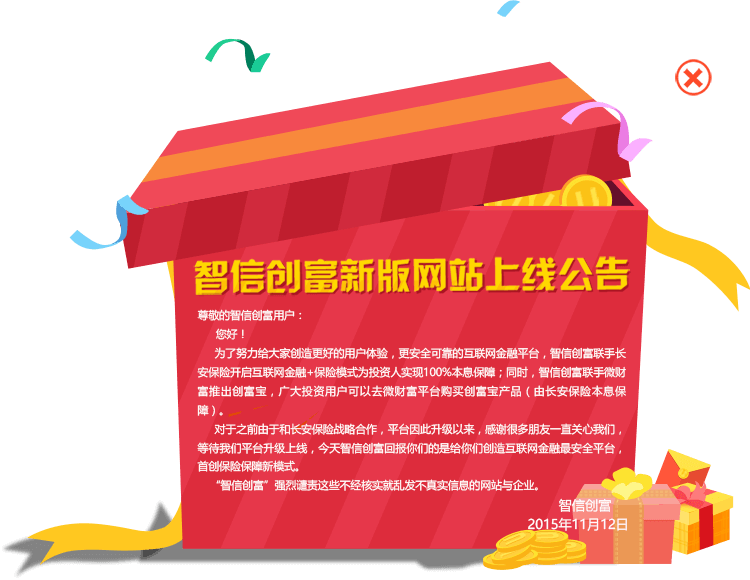 智信创富新版网站上线公告
尊敬的智信创富用户：
您好！
为了努力给大家创造更好的用户体验，更安全可靠的互联网金融平台，智信创富联手长
安保险开启互联网金融+保险模式为投资人实现100%本息保障；同时，智信创富联手微财
富推出创富宝，广大投资用户可以去微财富平台购买创富宝产品（由长安保险本息保
障）。
对于之前由于和长安保险战略合作，平台因此升级以来，感谢很多朋友一直关心我们，
等待我们平台升级上线，今天智信创富回报你们的是给你们创造互联网金融最安全平台，
首创保险保障新模式。
“智信创富”强烈谴责这些不经核实就乱发不真实信息的网站与企业。
智信创富
2015年11月12日